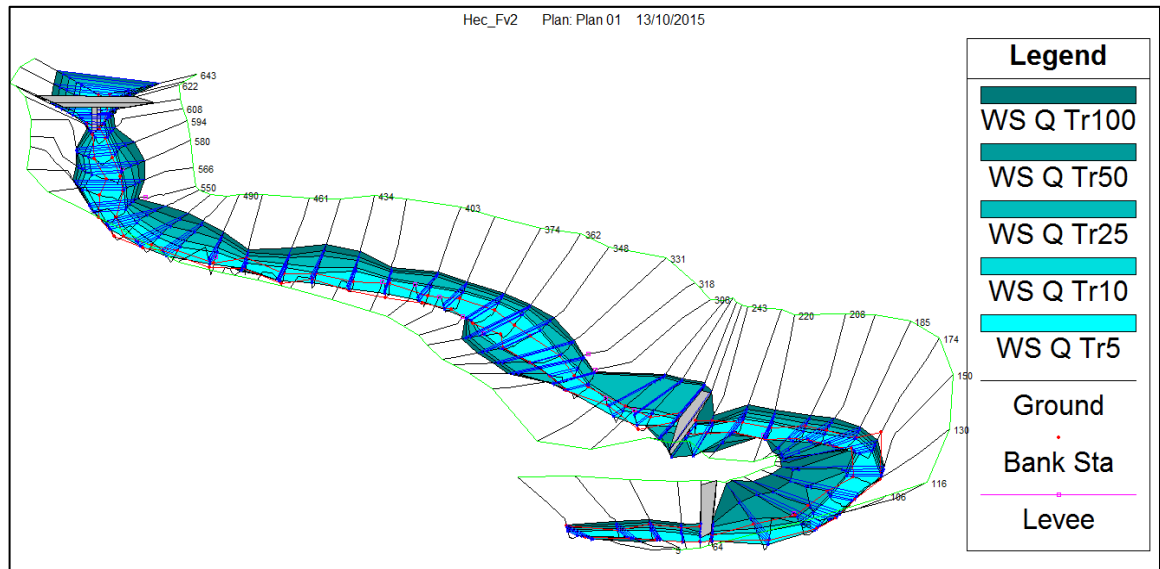 Hec_Fv2 Plan: Plan 01 13/10/2015
Legend
WS Q Tr100
WS Q Tr50
WS Q Tr25
WS Q Tr10
WS Q Tr5
Ground
Bank Sta
Levee
643
622
608
594
580
566
550
490
461
434
403
374
362
348
331
318
306
243
220
208
185
174
150
130
116
106
64